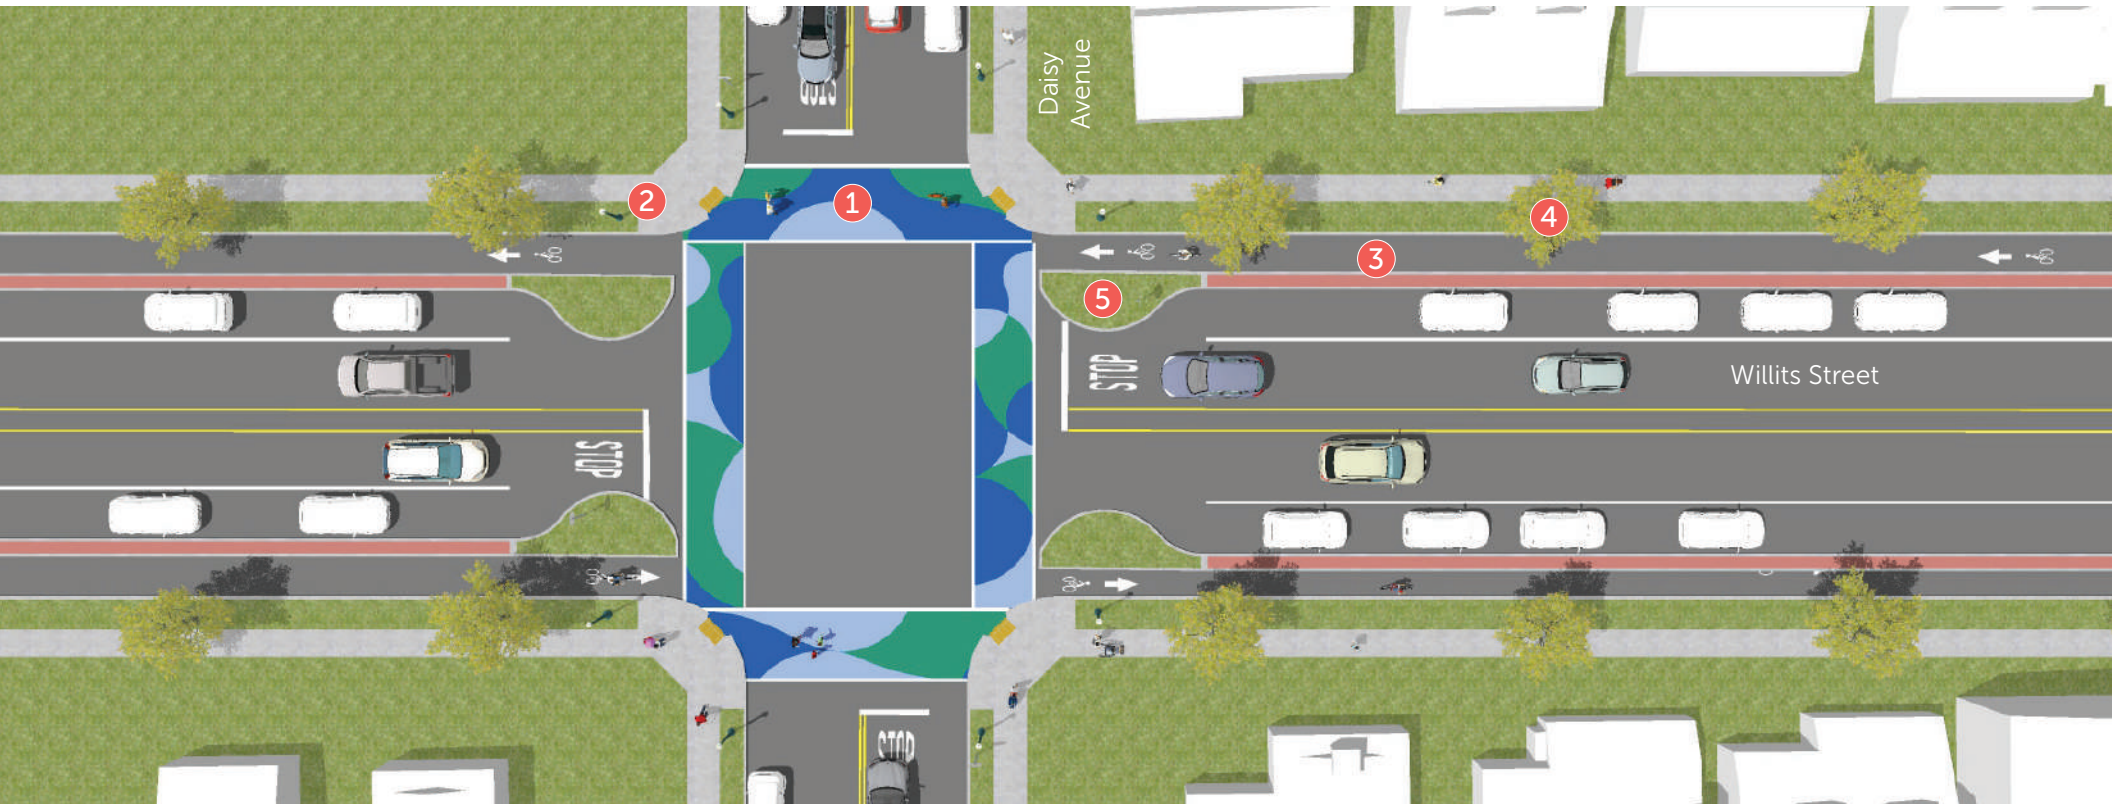 STOP
Daisy
Avenue
2
1
4
3
5
STOP
Willits Street
STOP
STOP